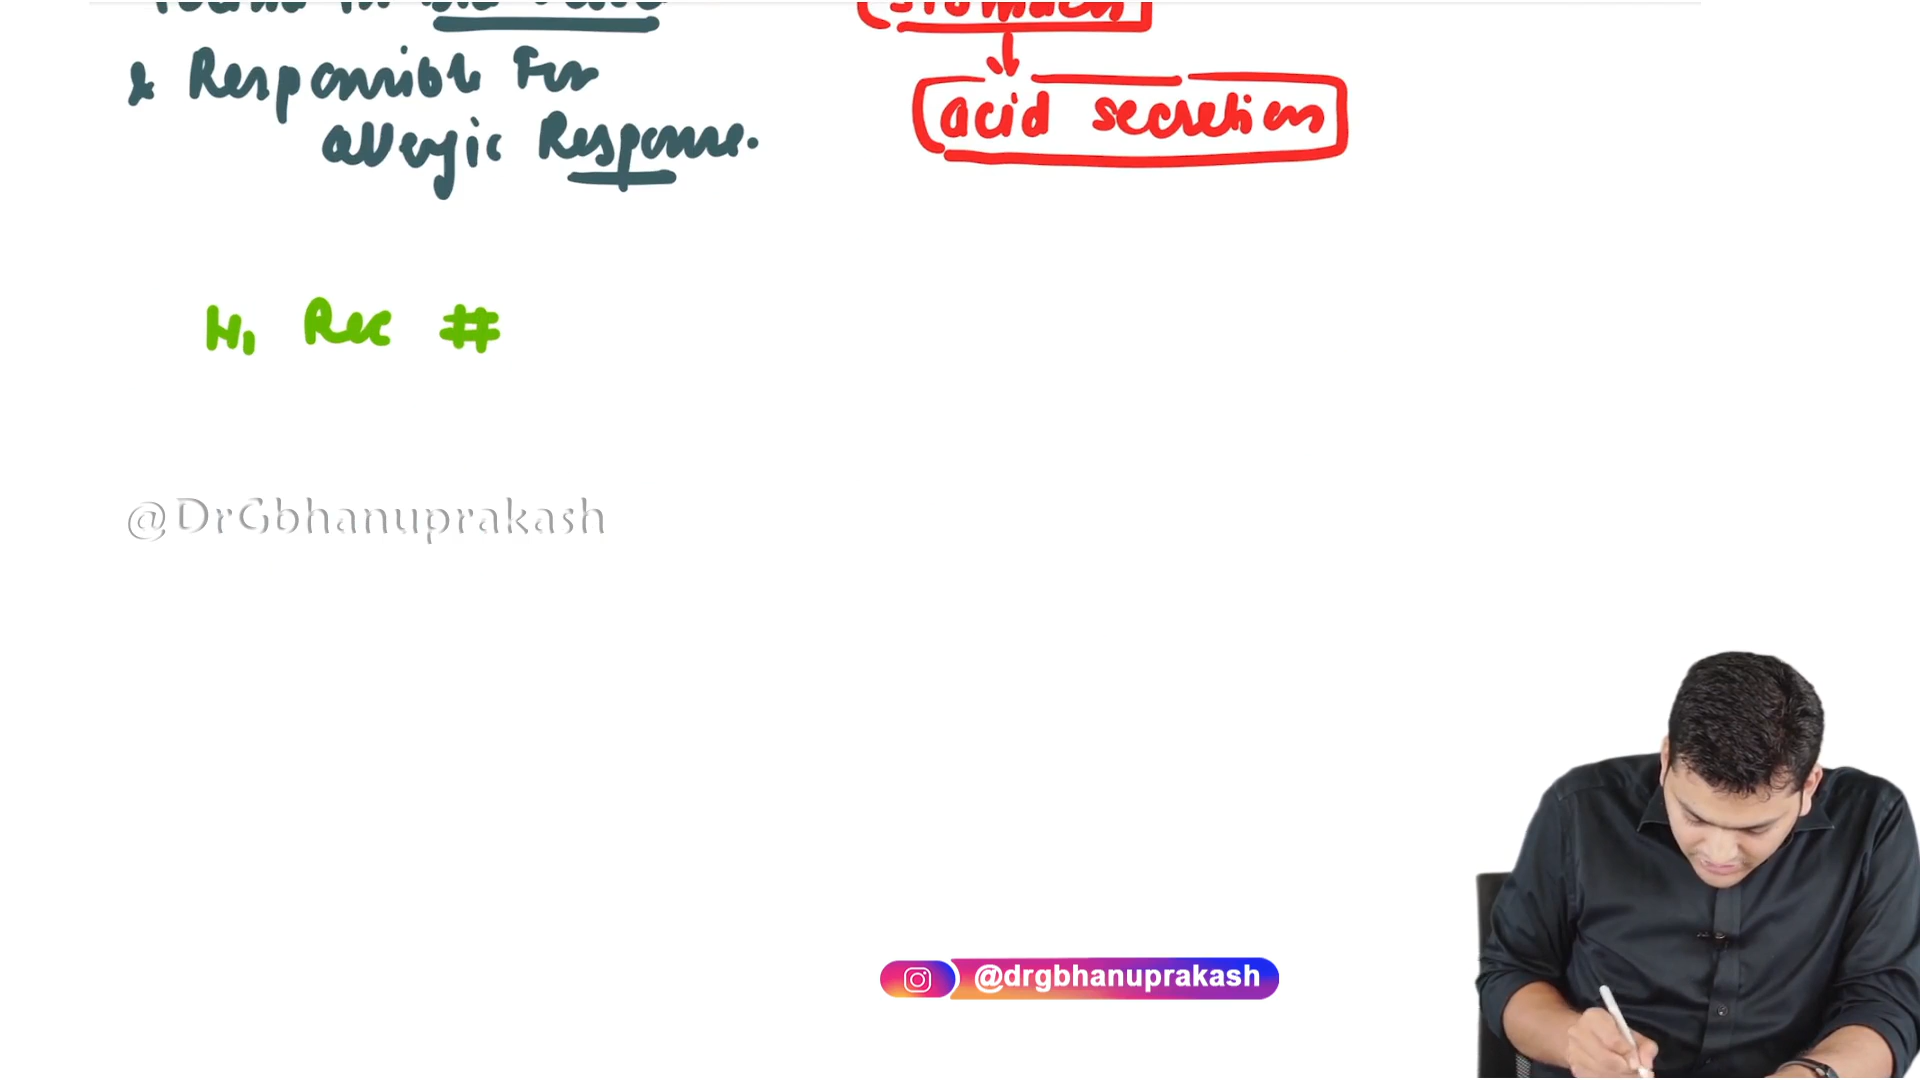 & Responsible For
allergic Response.
stomach
acid secretion
H₁ Rec #
@DrGbhanuprakash
@drgbhanuprakash